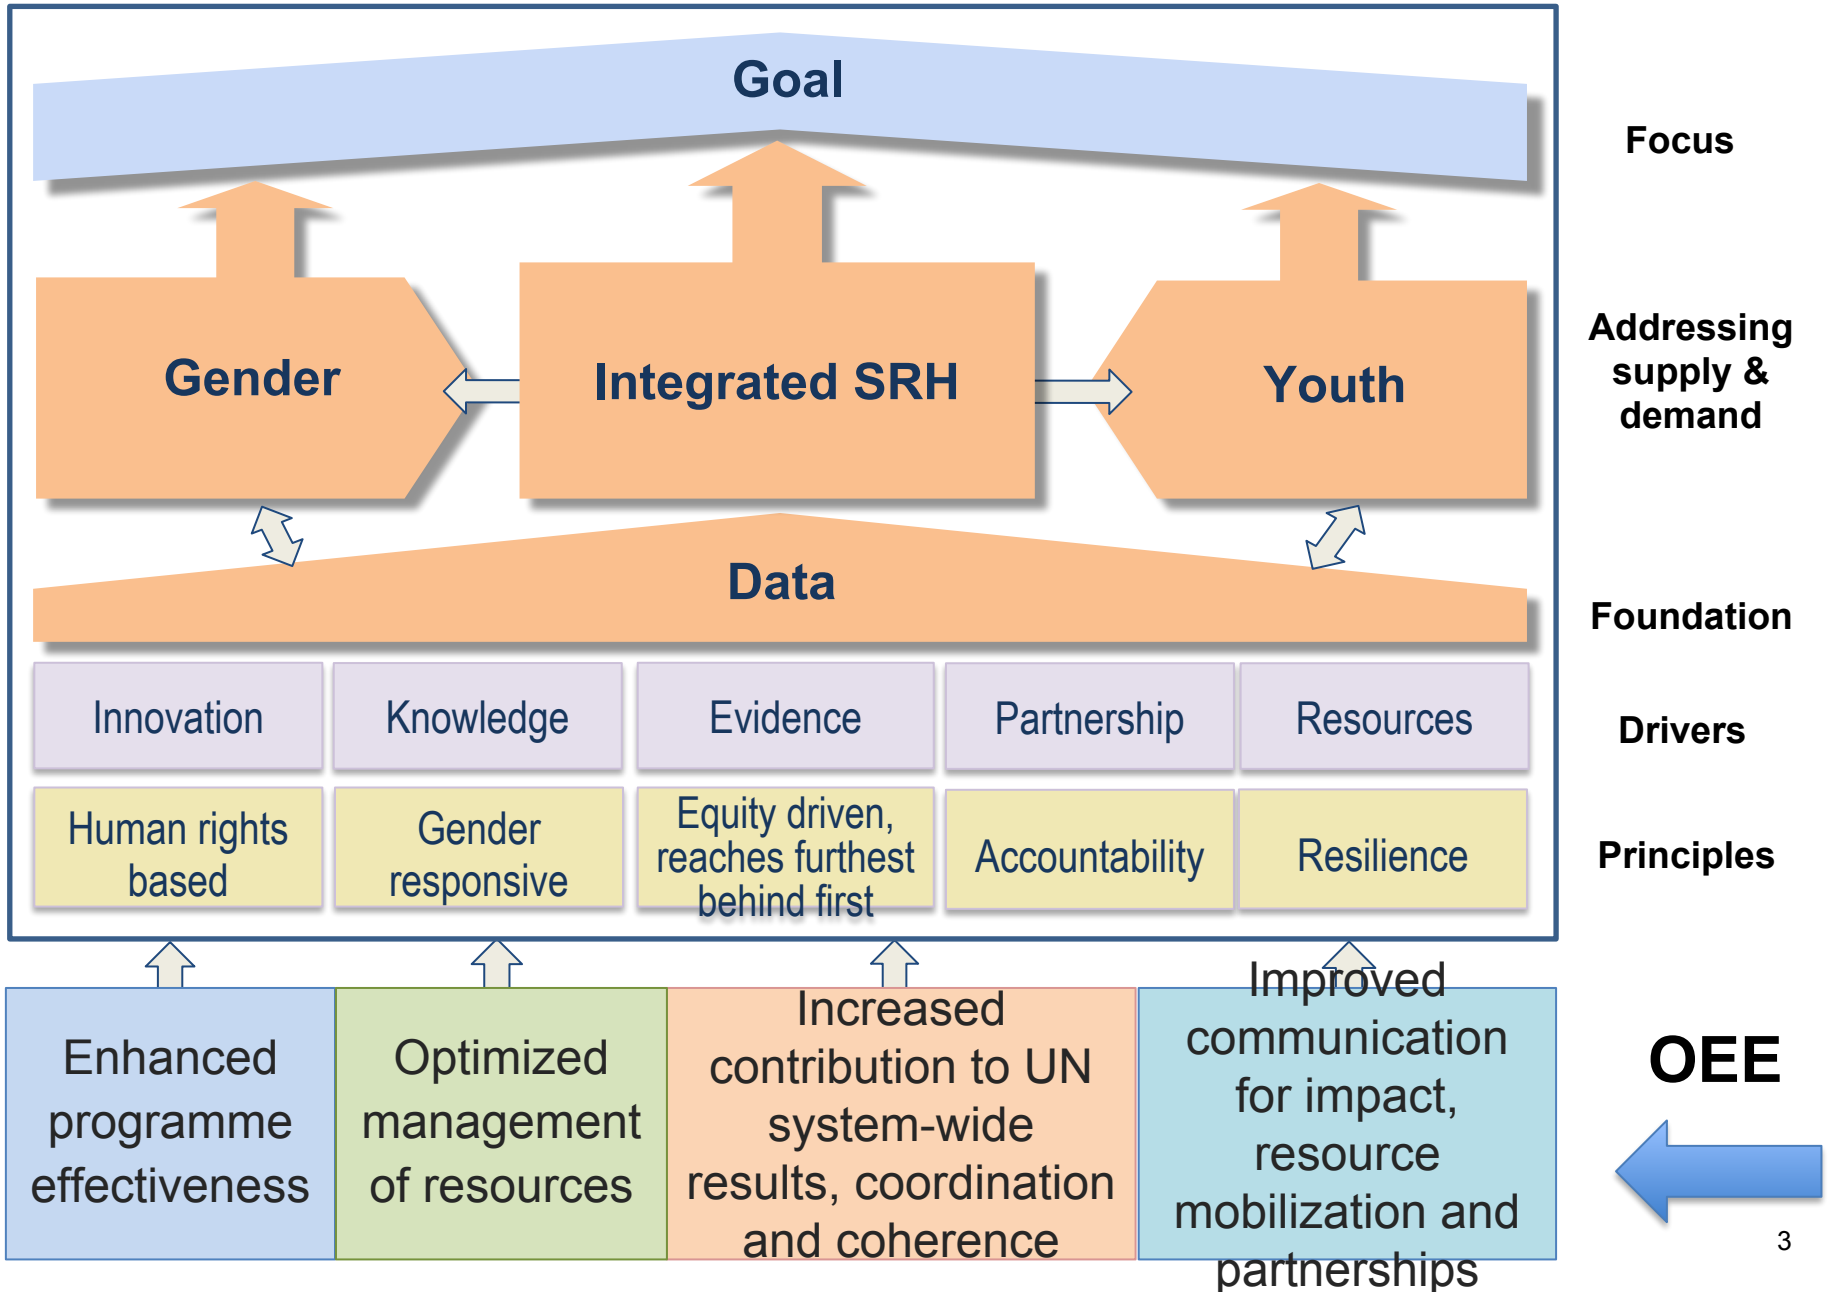 Goal
Focus
Gender
Integrated SRH
Youth
Addressing
supply &
demand
Data
Foundation
Innovation
Knowledge
Evidence
Partnership
Resources
Drivers
Human rights
based
Gender
responsive
Equity driven,
reaches furthest
behind first
Accountability
Resilience
Principles
Enhanced
programme
effectiveness
Optimized
management
of resources
Increased
contribution to UN
system-wide
results, coordination
and coherence
Improved
communication
for impact,
resource
mobilization and
partnerships
OEE
3